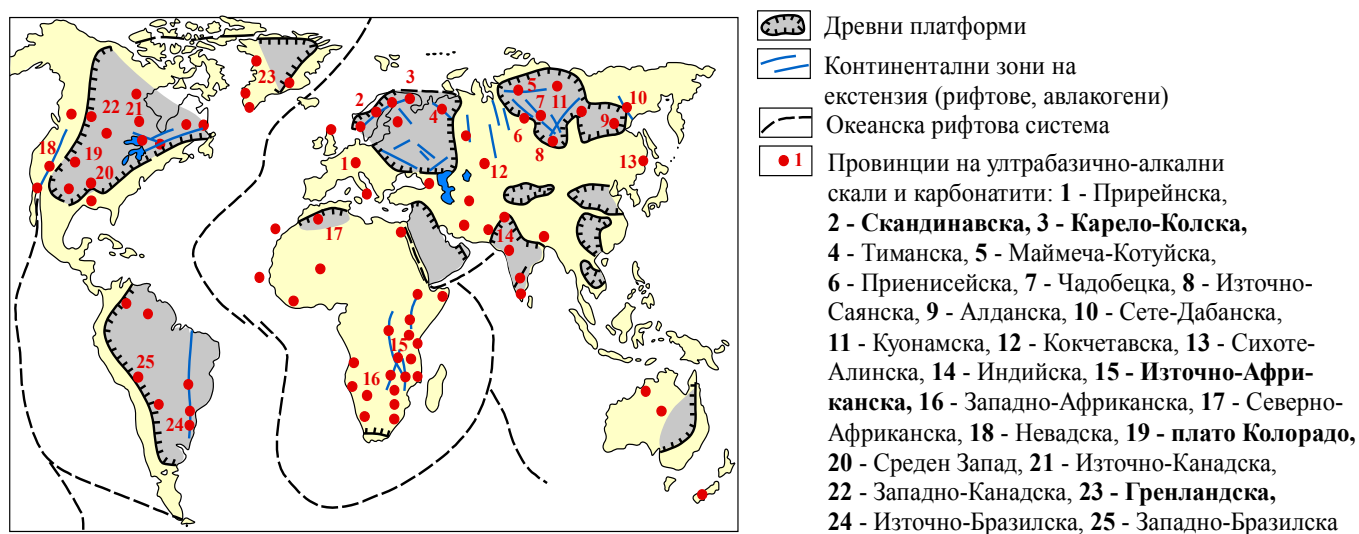 Древни платформи
Континентални зони на
екстензия (рифтове, авлакогени)
Океанска рифтова система
1
Провинции на ултрабазично-алкални
скали и карбонатити: 1 - Прирейнска,
2 - Скандинавска, 3 - Карело-Колска,
4 - Тиманска, 5 - Маймеча-Котуйска,
6 - Приенисейска, 7 - Чадобецка, 8 - Източно-
Саянска, 9 - Алданска, 10 - Сете-Дабанска,
11 - Куонамска, 12 - Кокчетавска, 13 - Сихоте-
Алинска, 14 - Индийска, 15 - Източно-Афри-
канска, 16 - Западно-Африканска, 17 - Северно-
Африканска, 18 - Невадска, 19 - плато Колорадо,
20 - Среден Запад, 21 - Източно-Канадска,
22 - Западно-Канадска, 23 - Гренландска,
24 - Източно-Бразилска, 25 - Западно-Бразилска
23
3
2
22
21
4
5
7
11
10
9
6
8
18
19
20
1
12
13
17
14
15
16
25
24